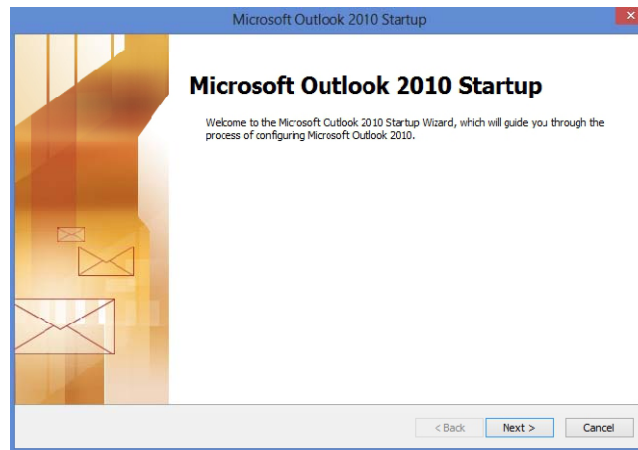 Microsoft Outlook 2010 Startup
Microsoft Outlook 2010 Startup
Welcome to the Microsoft Outlook 2010 Startup Wizard, which will guide you through the
process of configuring Microsoft Outlook 2010.
< Back Next > Cancel